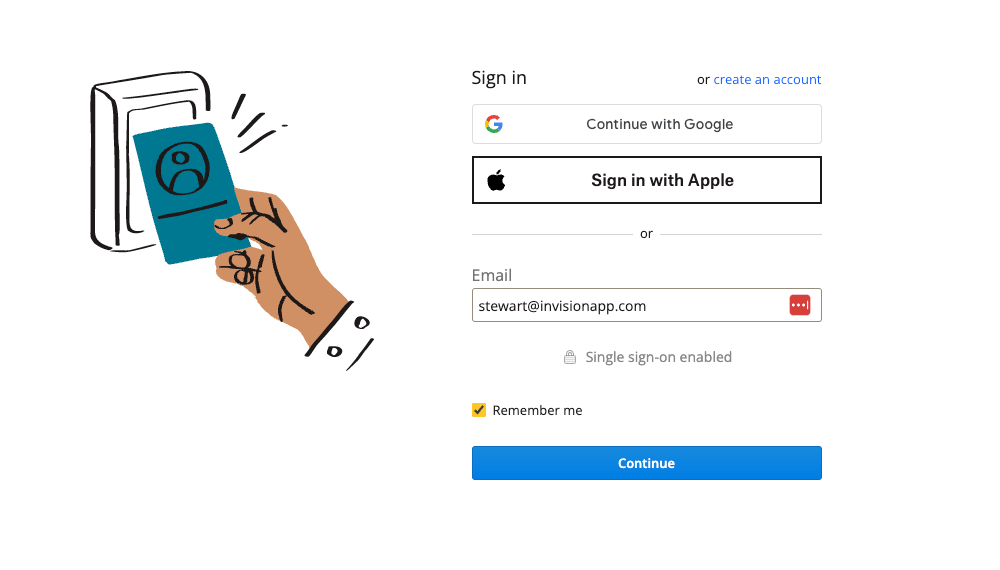 Sign in
or create an account
Continue with Google
Sign in with Apple
or
Email
stewart@invisionapp.com
Single sign-on enabled
Remember me
Continue